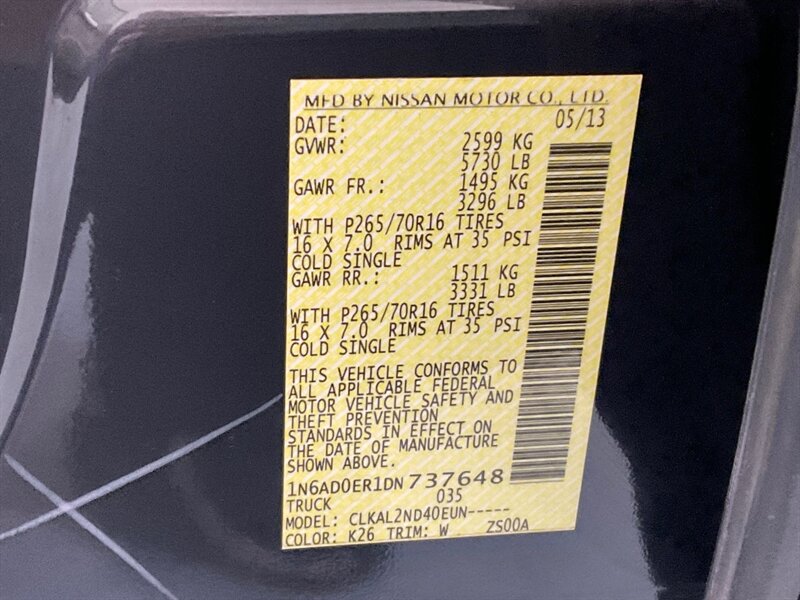 MFD BY NISSAN MOTOR CO., LTD.
DATE: 05/13
GVWR: 2599 KG
5730 LB
GAWR FR.: 1495 KG
3296 LB
WITH P265/70R16 TIRES
16 X 7.0 RIMS AT 35 PSI
COLD SINGLE
GAWR RR.: 1511 KG
3331 LB
WITH P265/70R16 TIRES
16 X 7.0 RIMS AT 35 PSI
COLD SINGLE
THIS VEHICLE CONFORMS TO
ALL APPLICABLE FEDERAL
MOTOR VEHICLE SAFETY AND
THEFT PREVENTION
STANDARDS IN EFFECT ON
THE DATE OF MANUFACTURE
SHOWN ABOVE.
1N6AD0ER1DN737648
TRUCK 035
MODEL: CLKAL2ND40EUN-----
COLOR: K26 TRIM: W ZS00A